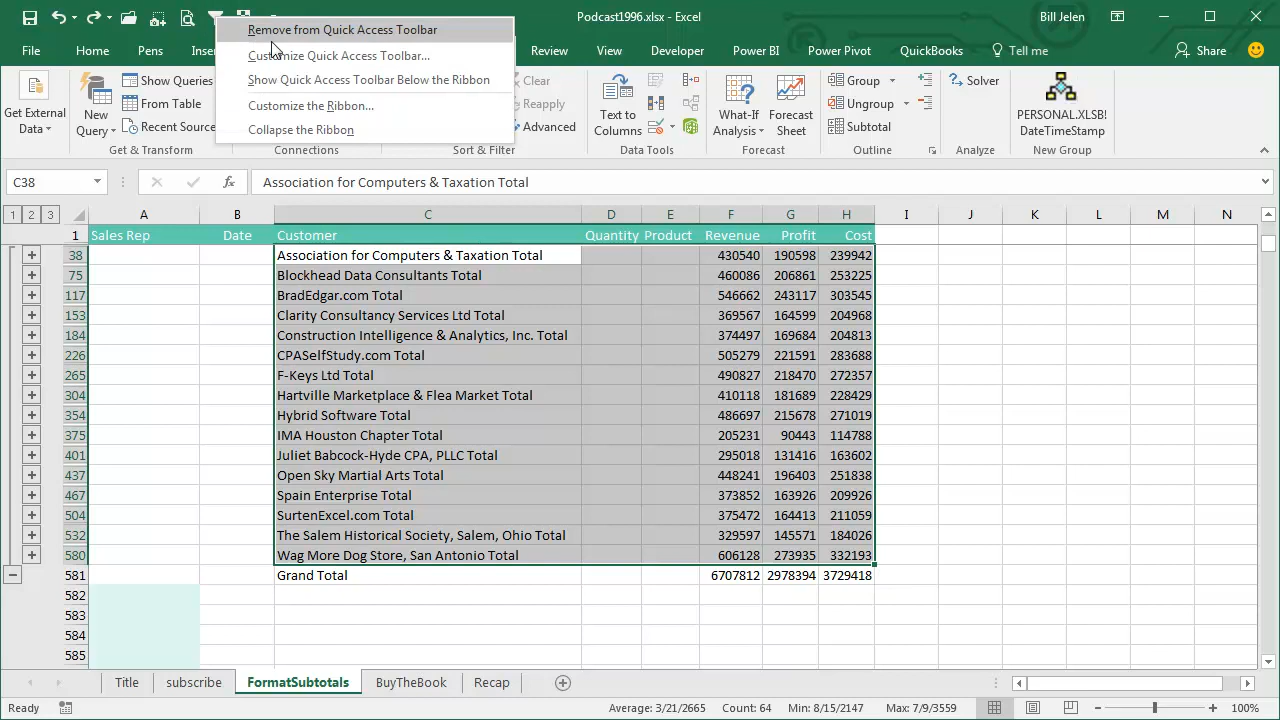 Podcast1996.xlsx - Excel
Bill Jelen
Remove from Quick Access Toolbar
Customize Quick Access Toolbar...
Show Quick Access Toolbar Below the Ribbon
Customize the Ribbon...
Collapse the Ribbon
File Home Pens Inser Review View Developer Power BI Power Pivot QuickBooks Tell me Share
Get External Data
New Query
Show Queries
From Table
Recent Source
Get & Transform
Connections
Clear
Reapply
Advanced
Sort & Filter
Text to Columns
Data Tools
What-If Analysis
Forecast Sheet
Forecast
Group
Ungroup
Subtotal
Outline
Solver
Analyze
PERSONAL.XLSB! DateTimeStamp
New Group
C38 fx Association for Computers & Taxation Total
1 2 3 A B C D E F G H I J K L M N
1 Sales Rep Date Customer Quantity Product Revenue Profit Cost
38 Association for Computers & Taxation Total 430540 190598 239942
75 Blockhead Data Consultants Total 460086 206861 253225
117 BradEdgar.com Total 546662 243117 303545
153 Clarity Consultancy Services Ltd Total 369567 164599 204968
184 Construction Intelligence & Analytics, Inc. Total 374497 169684 204813
226 CPASelfStudy.com Total 505279 221591 283688
265 F-Keys Ltd Total 490827 218470 272357
304 Hartville Marketplace & Flea Market Total 410118 181689 228429
354 Hybrid Software Total 486697 215678 271019
375 IMA Houston Chapter Total 205231 90443 114788
401 Juliet Babcock-Hyde CPA, PLLC Total 295018 131416 163602
437 Open Sky Martial Arts Total 448241 196403 251838
467 Spain Enterprise Total 373852 163926 209926
504 SurtenExcel.com Total 375472 164413 211059
532 The Salem Historical Society, Salem, Ohio Total 329597 145571 184026
580 Wag More Dog Store, San Antonio Total 606128 273935 332193
581 Grand Total 6707812 2978394 3729418
582
583
584
585
Title subscribe FormatSubtotals BuyTheBook Recap
Ready Average: 3/21/2665 Count: 64 Min: 8/15/2147 Max: 7/9/3559 100%